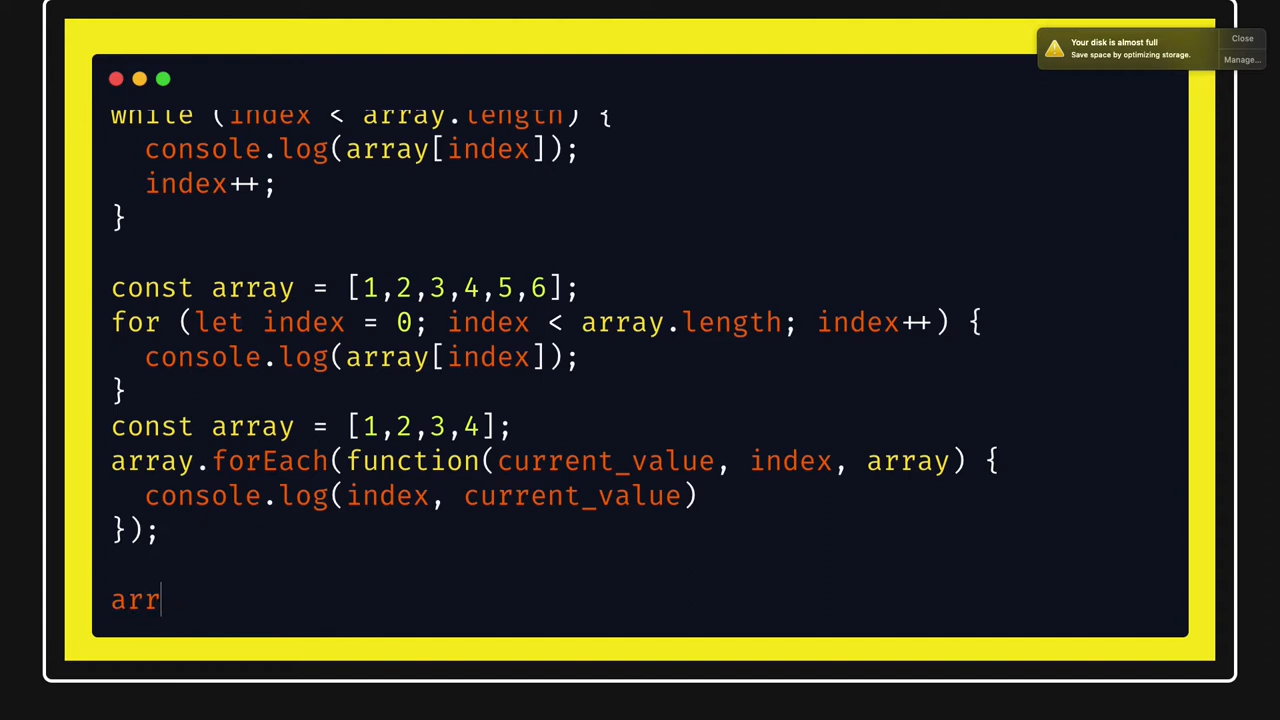 Your disk is almost full
Save space by optimizing storage.
Close
Manage...
while (index < array.length) {
  console.log(array[index]);
  index++;
}
const array = [1,2,3,4,5,6];
for (let index = 0; index < array.length; index++) {
  console.log(array[index]);
}
const array = [1,2,3,4];
array.forEach(function(current_value, index, array) {
  console.log(index, current_value)
});
arr